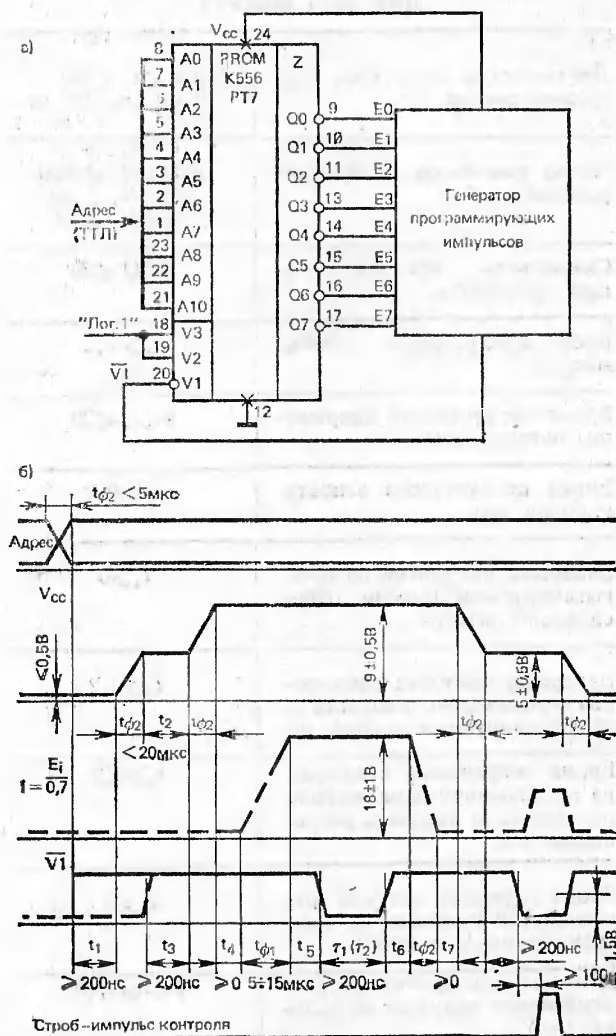 а)
Vcc 24
PROM
К556
РТ7
Z
8 A0
7 A1
6 A2
5 A3
4 A4
3 A5
2 A6
1 A7
23 A8
22 A9
21 A10
Адрес
(ТТЛ)
"Лог.1" 18 V3
19 V2
V̅1̅ 20 V1
12
Q0 9 E0
Q1 10 E1
Q2 11 E2
Q3 13 E3
Q4 14 E4
Q5 15 E5
Q6 16 E6
Q7 17 E7
Генератор
программирующих
импульсов
б)
tф2 < 5мкс
Адрес
Vcc
≤0,5В
9±0,5В
5±0,5В
tф2 t2 tф2 tф2 tф2
<20мкс
Ei
i=0,7
18±1В
V̅1̅
t1 t3 t4 tф1 t5 τ1 (τ2) t6 tф2 t7
≥200нс ≥200нс ≥0 5÷15мкс ≥200нс ≥0
≥200нс
1,5В
≥100
Строб-импульс контроля